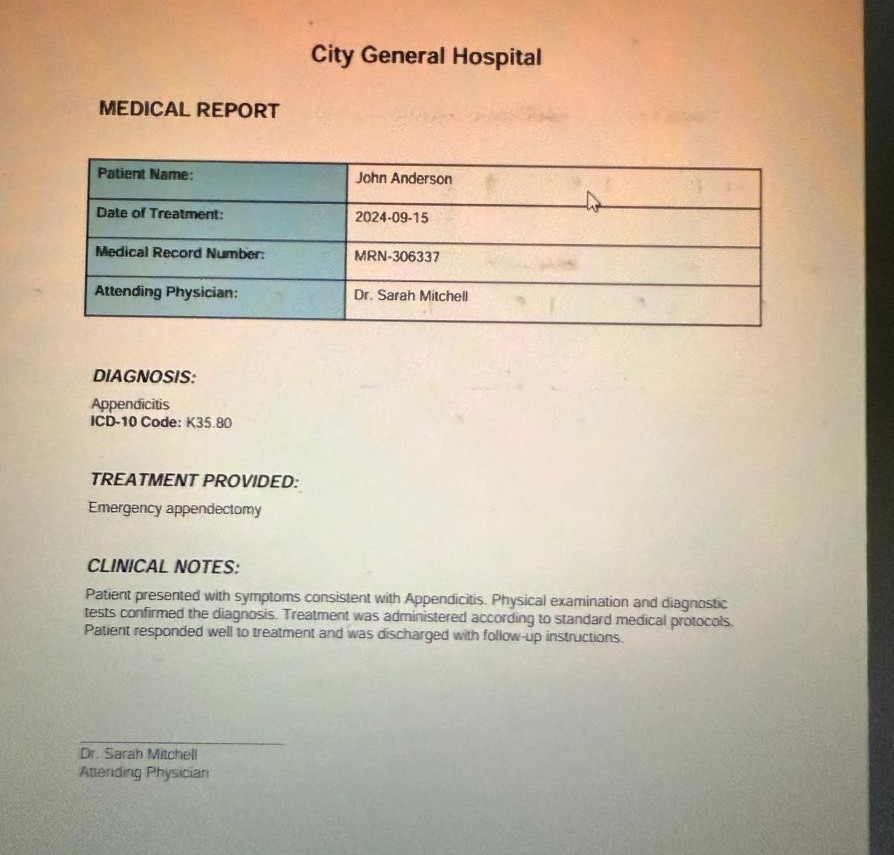 City General Hospital
MEDICAL REPORT
Patient Name: John Anderson
Date of Treatment: 2024-09-15
Medical Record Number: MRN-306337
Attending Physician: Dr. Sarah Mitchell
DIAGNOSIS:
Appendicitis
ICD-10 Code: K35.80
TREATMENT PROVIDED:
Emergency appendectomy
CLINICAL NOTES:
Patient presented with symptoms consistent with Appendicitis. Physical examination and diagnostic
tests confirmed the diagnosis. Treatment was administered according to standard medical protocols.
Patient responded well to treatment and was discharged with follow-up instructions.
Dr. Sarah Mitchell
Attending Physician